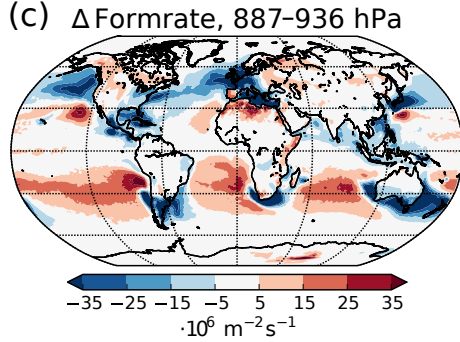 (c) Δ Formrate, 887–936 hPa
−35 −25 −15 −5 5 15 25 35
·10⁶ m⁻²s⁻¹